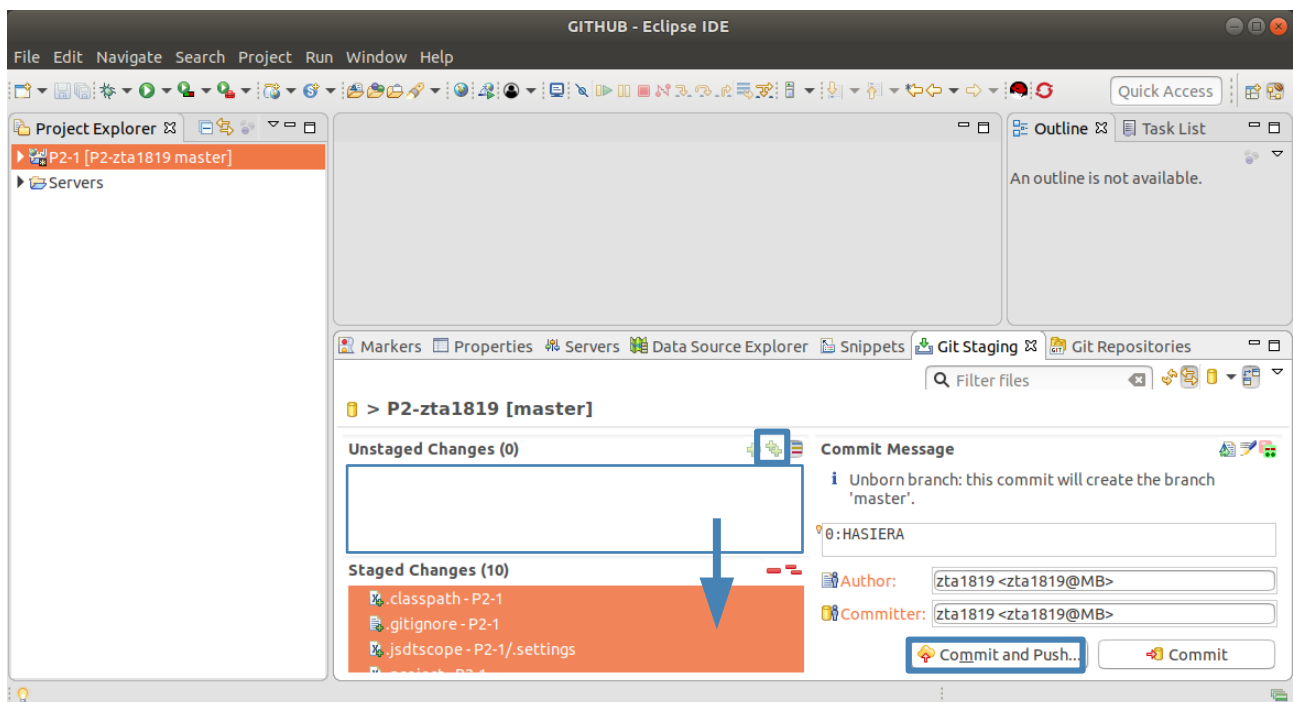 GITHUB - Eclipse IDE
File Edit Navigate Search Project Run Window Help
Quick Access
Project Explorer
P2-1 [P2-zta1819 master]
Servers
Outline Task List
An outline is not available.
Markers Properties Servers Data Source Explorer Snippets Git Staging Git Repositories
Filter files
> P2-zta1819 [master]
Unstaged Changes (0)
Staged Changes (10)
.classpath - P2-1
.gitignore - P2-1
.jsdtscope - P2-1/.settings
Commit Message
Unborn branch: this commit will create the branch
'master'.
0:HASIERA
Author: zta1819 <zta1819@MB>
Committer: zta1819 <zta1819@MB>
Commit and Push... Commit